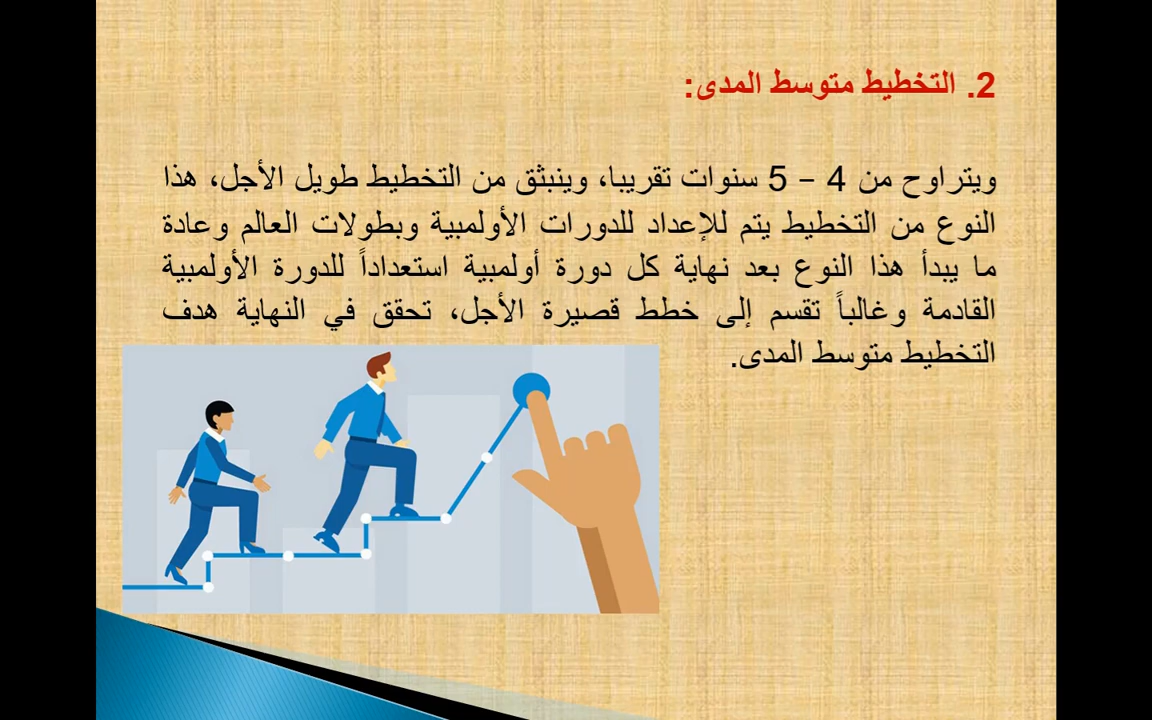 2. التخطيط متوسط المدى:
ويتراوح من 4 – 5 سنوات تقريبا، وينبثق من التخطيط طويل الأجل، هذا
النوع من التخطيط يتم للإعداد للدورات الأولمبية وبطولات العالم وعادة
ما يبدأ هذا النوع بعد نهاية كل دورة أولمبية استعداداً للدورة الأولمبية
القادمة وغالباً تقسم إلى خطط قصيرة الأجل، تحقق في النهاية هدف
التخطيط متوسط المدى.